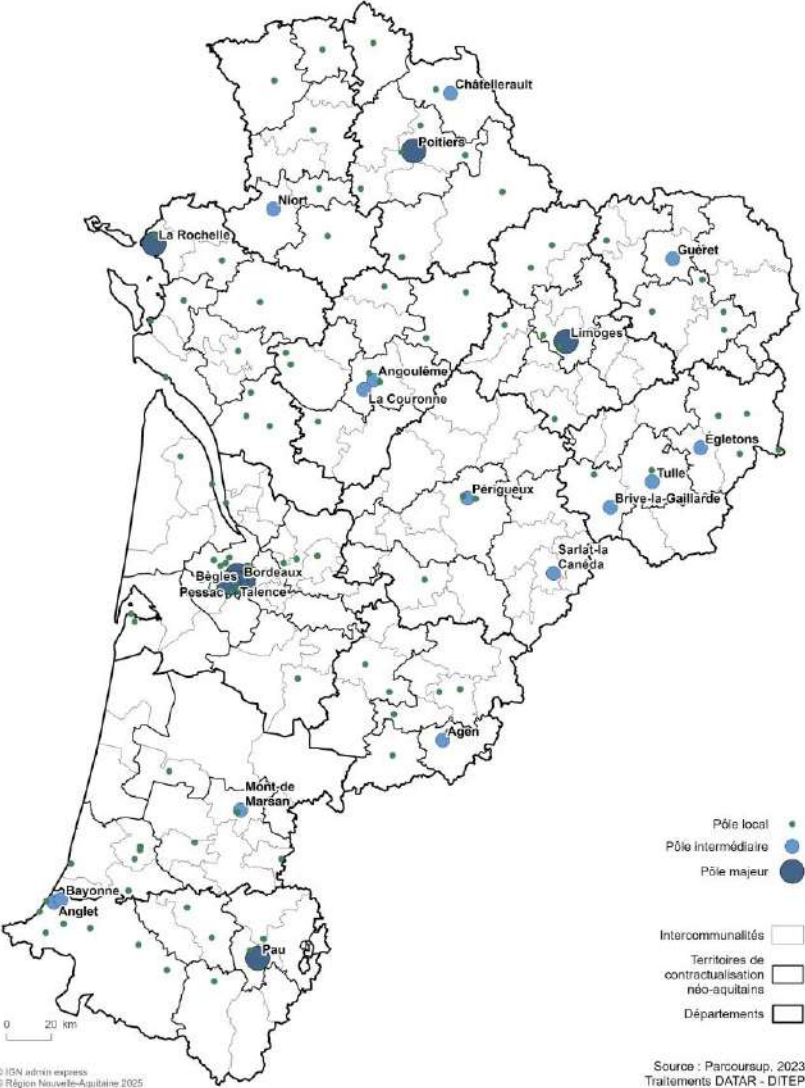 Châtellerault
Poitiers
Niort
La Rochelle
Guéret
Limoges
Angoulême
La Couronne
Égletons
Tulle
Périgueux
Brive-la-Gaillarde
Sarlat-la
Canéda
Bordeaux
Bègles
Pessac
Talence
Agen
Mont-de
Marsan
Bayonne
Anglet
Pau
Pôle local
Pôle intermédiaire
Pôle majeur
Intercommunalités
Territoires de
contractualisation
néo-aquitains
Départements
0 20 km
© IGN admin express
© Région Nouvelle-Aquitaine 2025
Source : Parcoursup, 2023
Traitements DATAR - DITEP